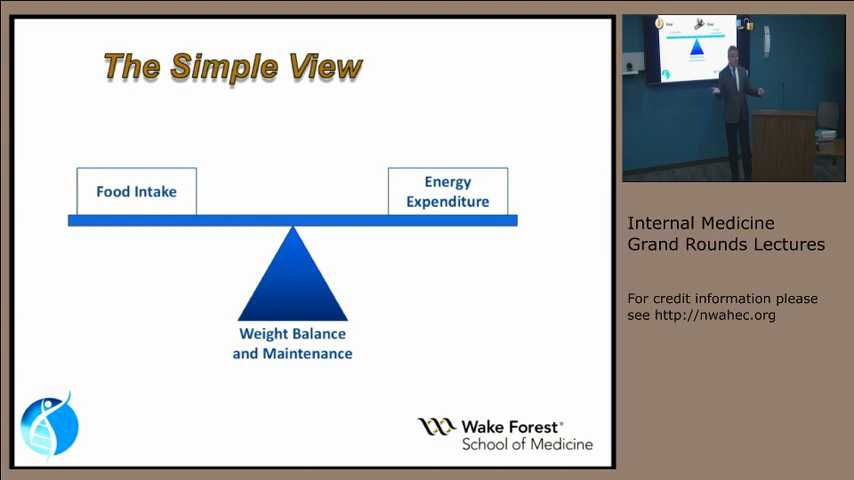 The Simple View
Food Intake
Energy
Expenditure
Weight Balance
and Maintenance
Wake Forest®
School of Medicine
Internal Medicine
Grand Rounds Lectures
For credit information please
see http://nwahec.org